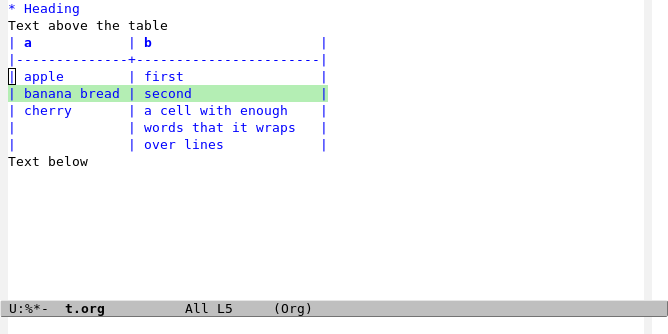 * Heading
Text above the table
| a            | b                     |
|--------------+-----------------------|
| apple        | first                 |
| banana bread | second                |
| cherry       | a cell with enough    |
|              | words that it wraps   |
|              | over lines            |
Text below
U:%*-  t.org          All L5     (Org)